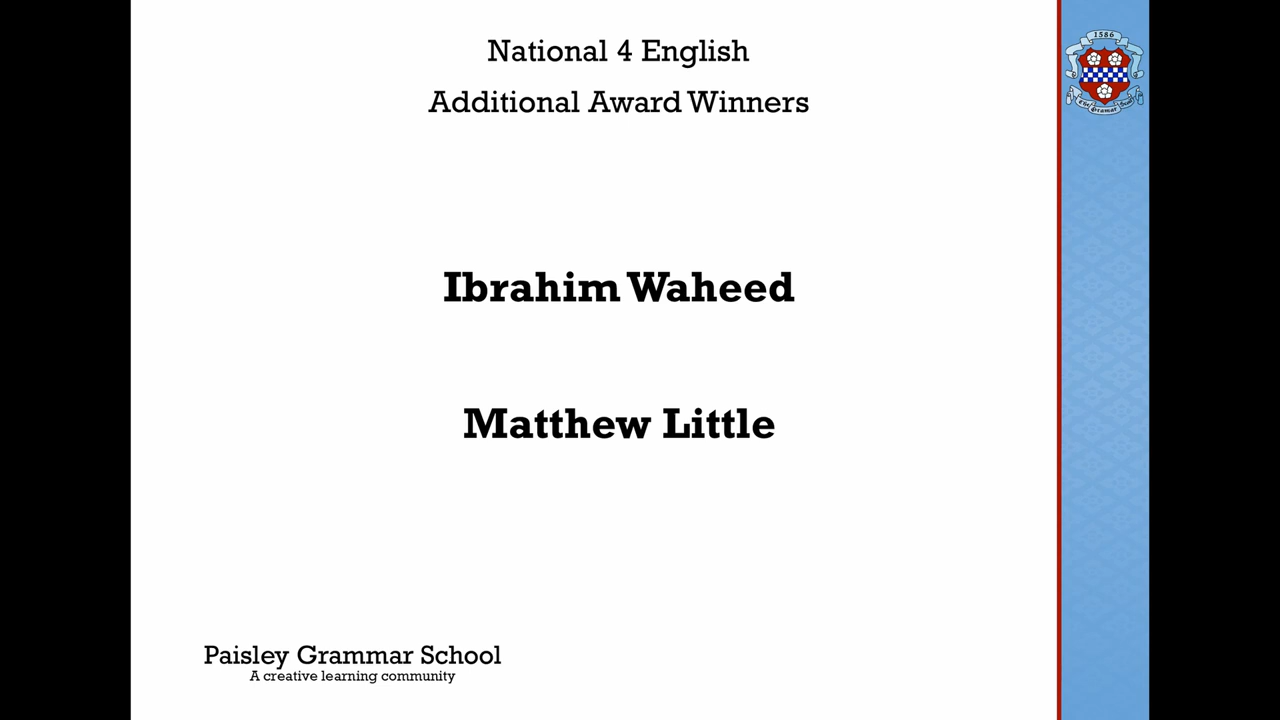 National 4 English
Additional Award Winners
1586
Ibrahim Waheed
Matthew Little
Paisley Grammar School
A creative learning community